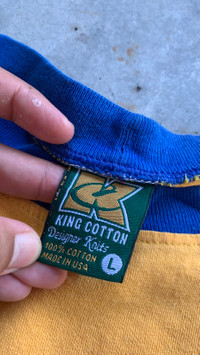 KING COTTON
Designer Knits
100% COTTON
MADE IN USA
L